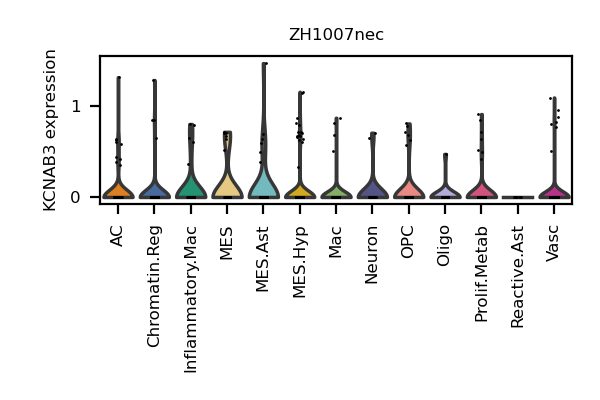 ZH1007nec
KCNAB3 expression
1
0
AC
Chromatin.Reg
Inflammatory.Mac
MES
MES.Ast
MES.Hyp
Mac
Neuron
OPC
Oligo
Prolif.Metab
Reactive.Ast
Vasc